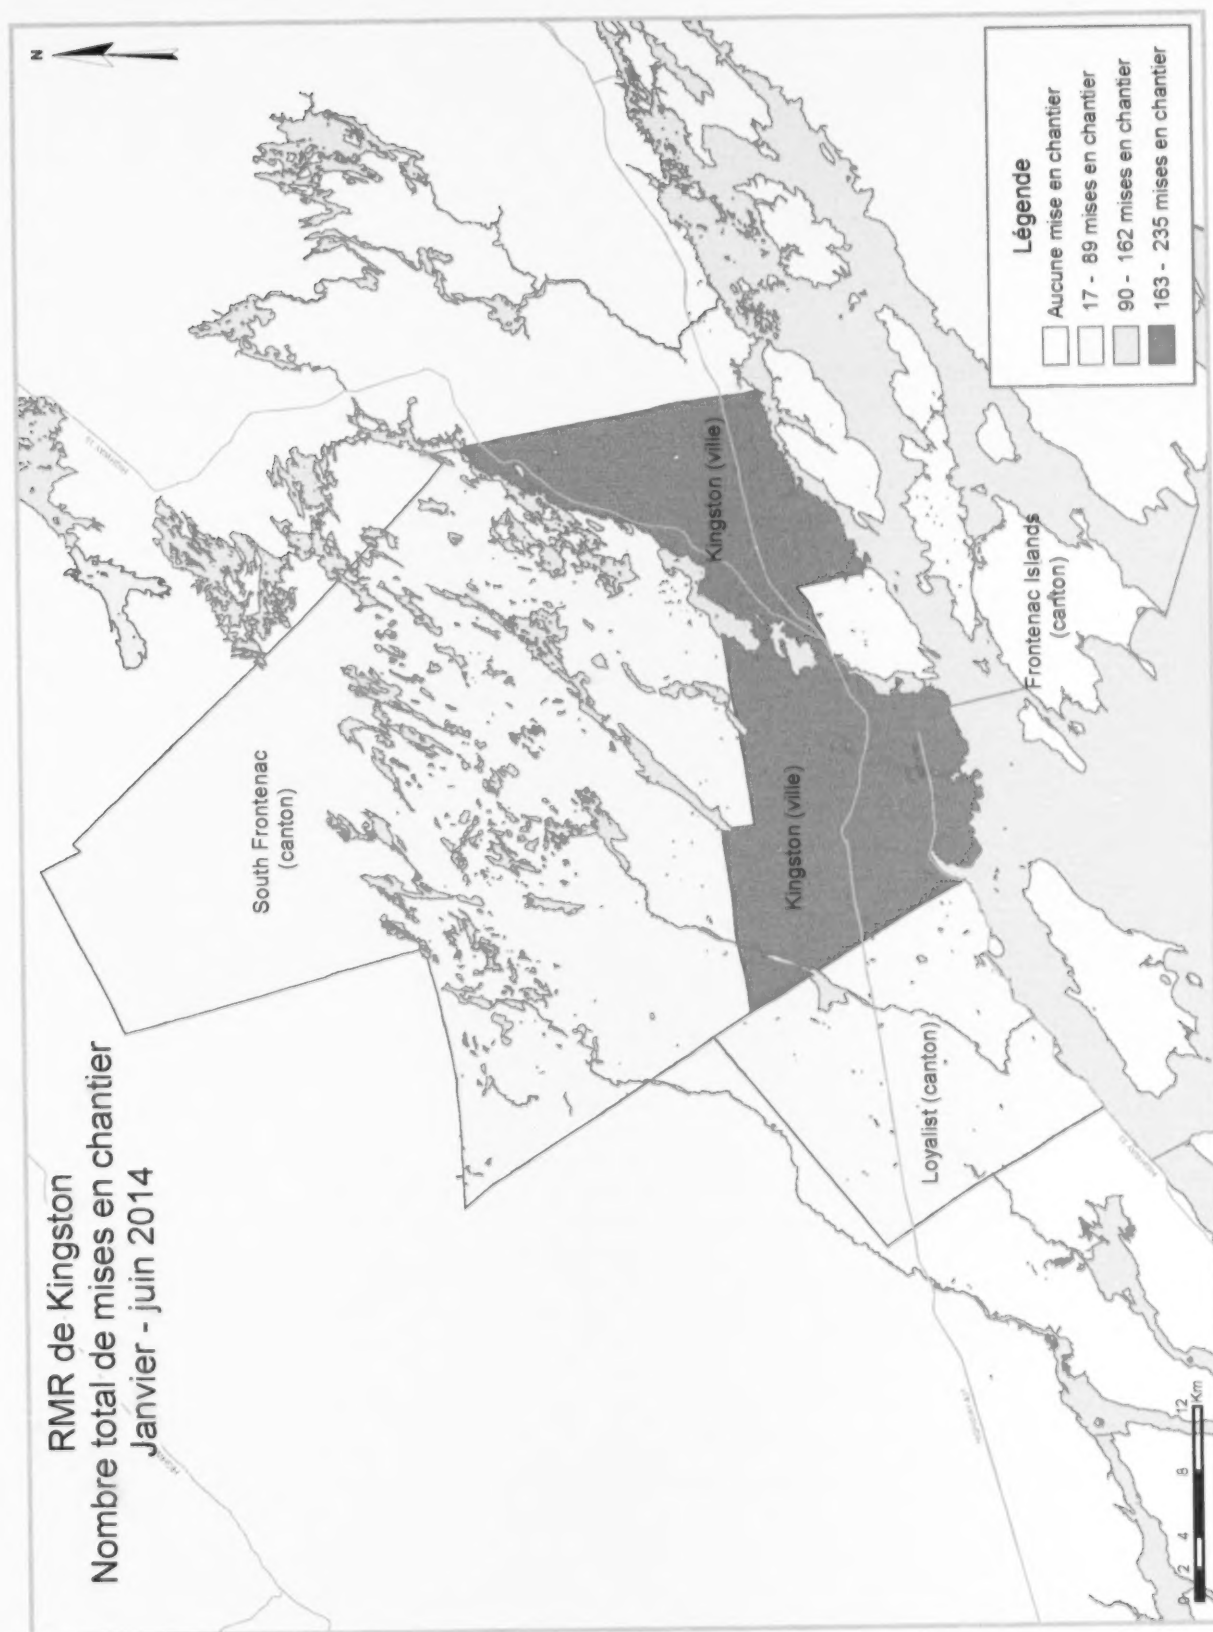 RMR de Kingston
Nombre total de mises en chantier
Janvier - juin 2014
N
South Frontenac
(canton)
Kingston (ville)
Kingston (ville)
Loyalist (canton)
Frontenac Islands
(canton)
Légende
Aucune mise en chantier
17 - 89 mises en chantier
90 - 162 mises en chantier
163 - 235 mises en chantier
0 2 4 8 12
Km